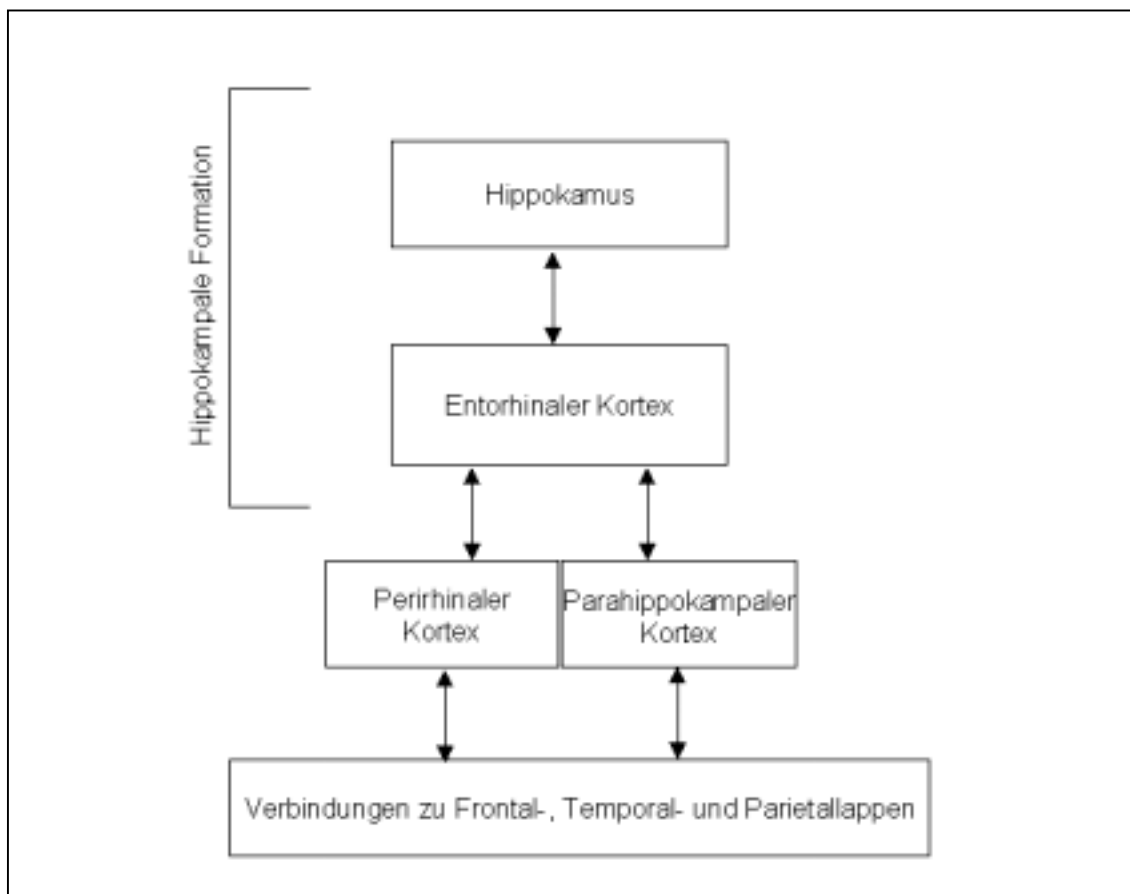 Hippokampale Formation
Hippokamus
Entorhinaler Kortex
Perirhinaler
Kortex
Parahippokampaler
Kortex
Verbindungen zu Frontal-, Temporal- und Parietallappen